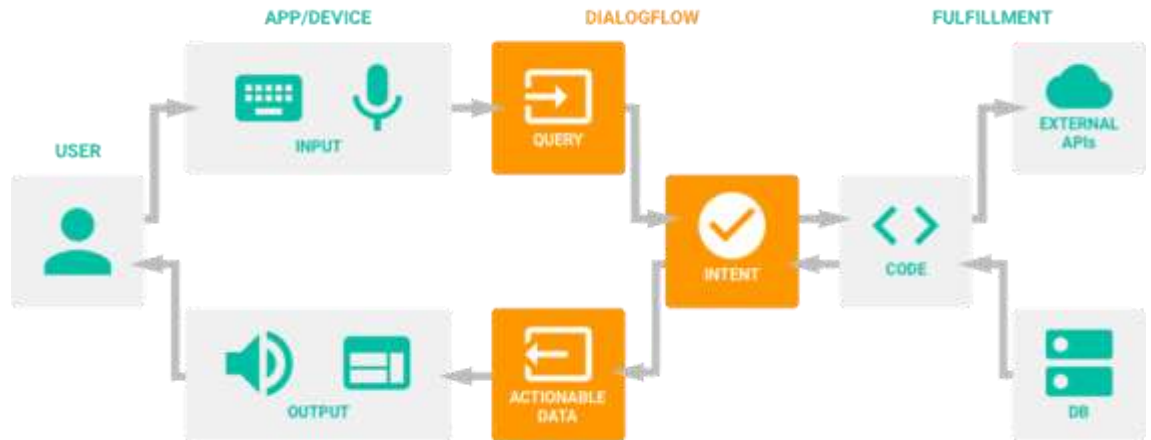 APP/DEVICE
DIALOGFLOW
FULFILLMENT
INPUT
QUERY
EXTERNAL
APIs
USER
INTENT
CODE
OUTPUT
ACTIONABLE
DATA
DB